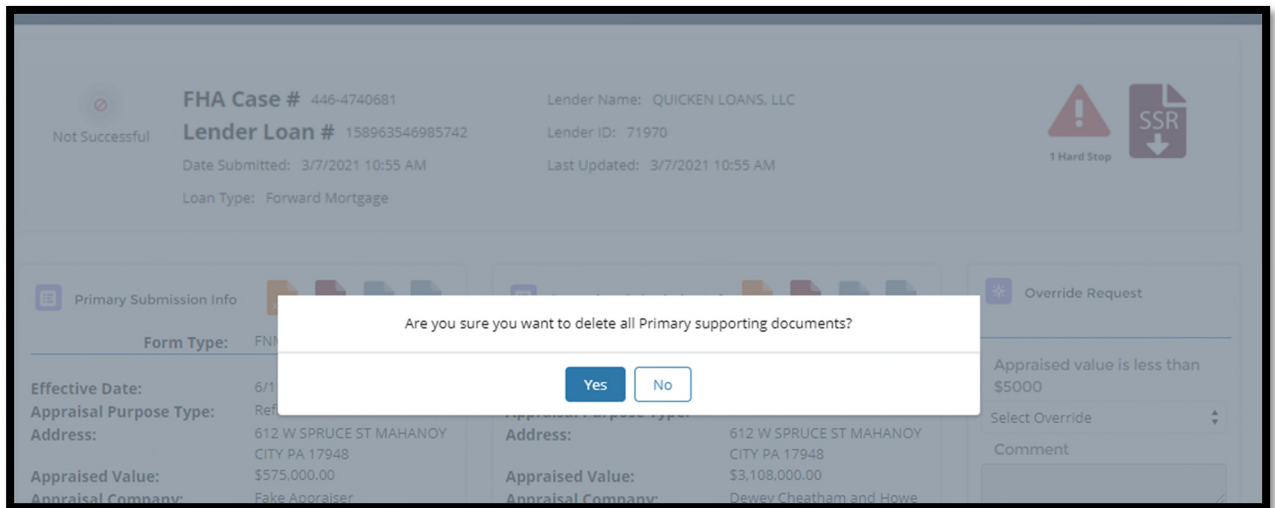 Not Successful
FHA Case # 446-4740681
Lender Loan # 158963546985742
Date Submitted: 3/7/2021 10:55 AM
Loan Type: Forward Mortgage
Lender Name: QUICKEN LOANS, LLC
Lender ID: 71970
Last Updated: 3/7/2021 10:55 AM
1 Hard Stop
SSR
Primary Submission Info
Form Type:
Effective Date: 6/1
Appraisal Purpose Type: Ref
Address: 612 W SPRUCE ST MAHANOY
CITY PA 17948
Appraised Value: $575,000.00
Appraisal Company: Fake Appraiser
Are you sure you want to delete all Primary supporting documents?
Yes
No
Address: 612 W SPRUCE ST MAHANOY
CITY PA 17948
Appraised Value: $3,108,000.00
Appraisal Company: Dewey Cheatham and Howe
Override Request
Appraised value is less than
$5000
Select Override
Comment